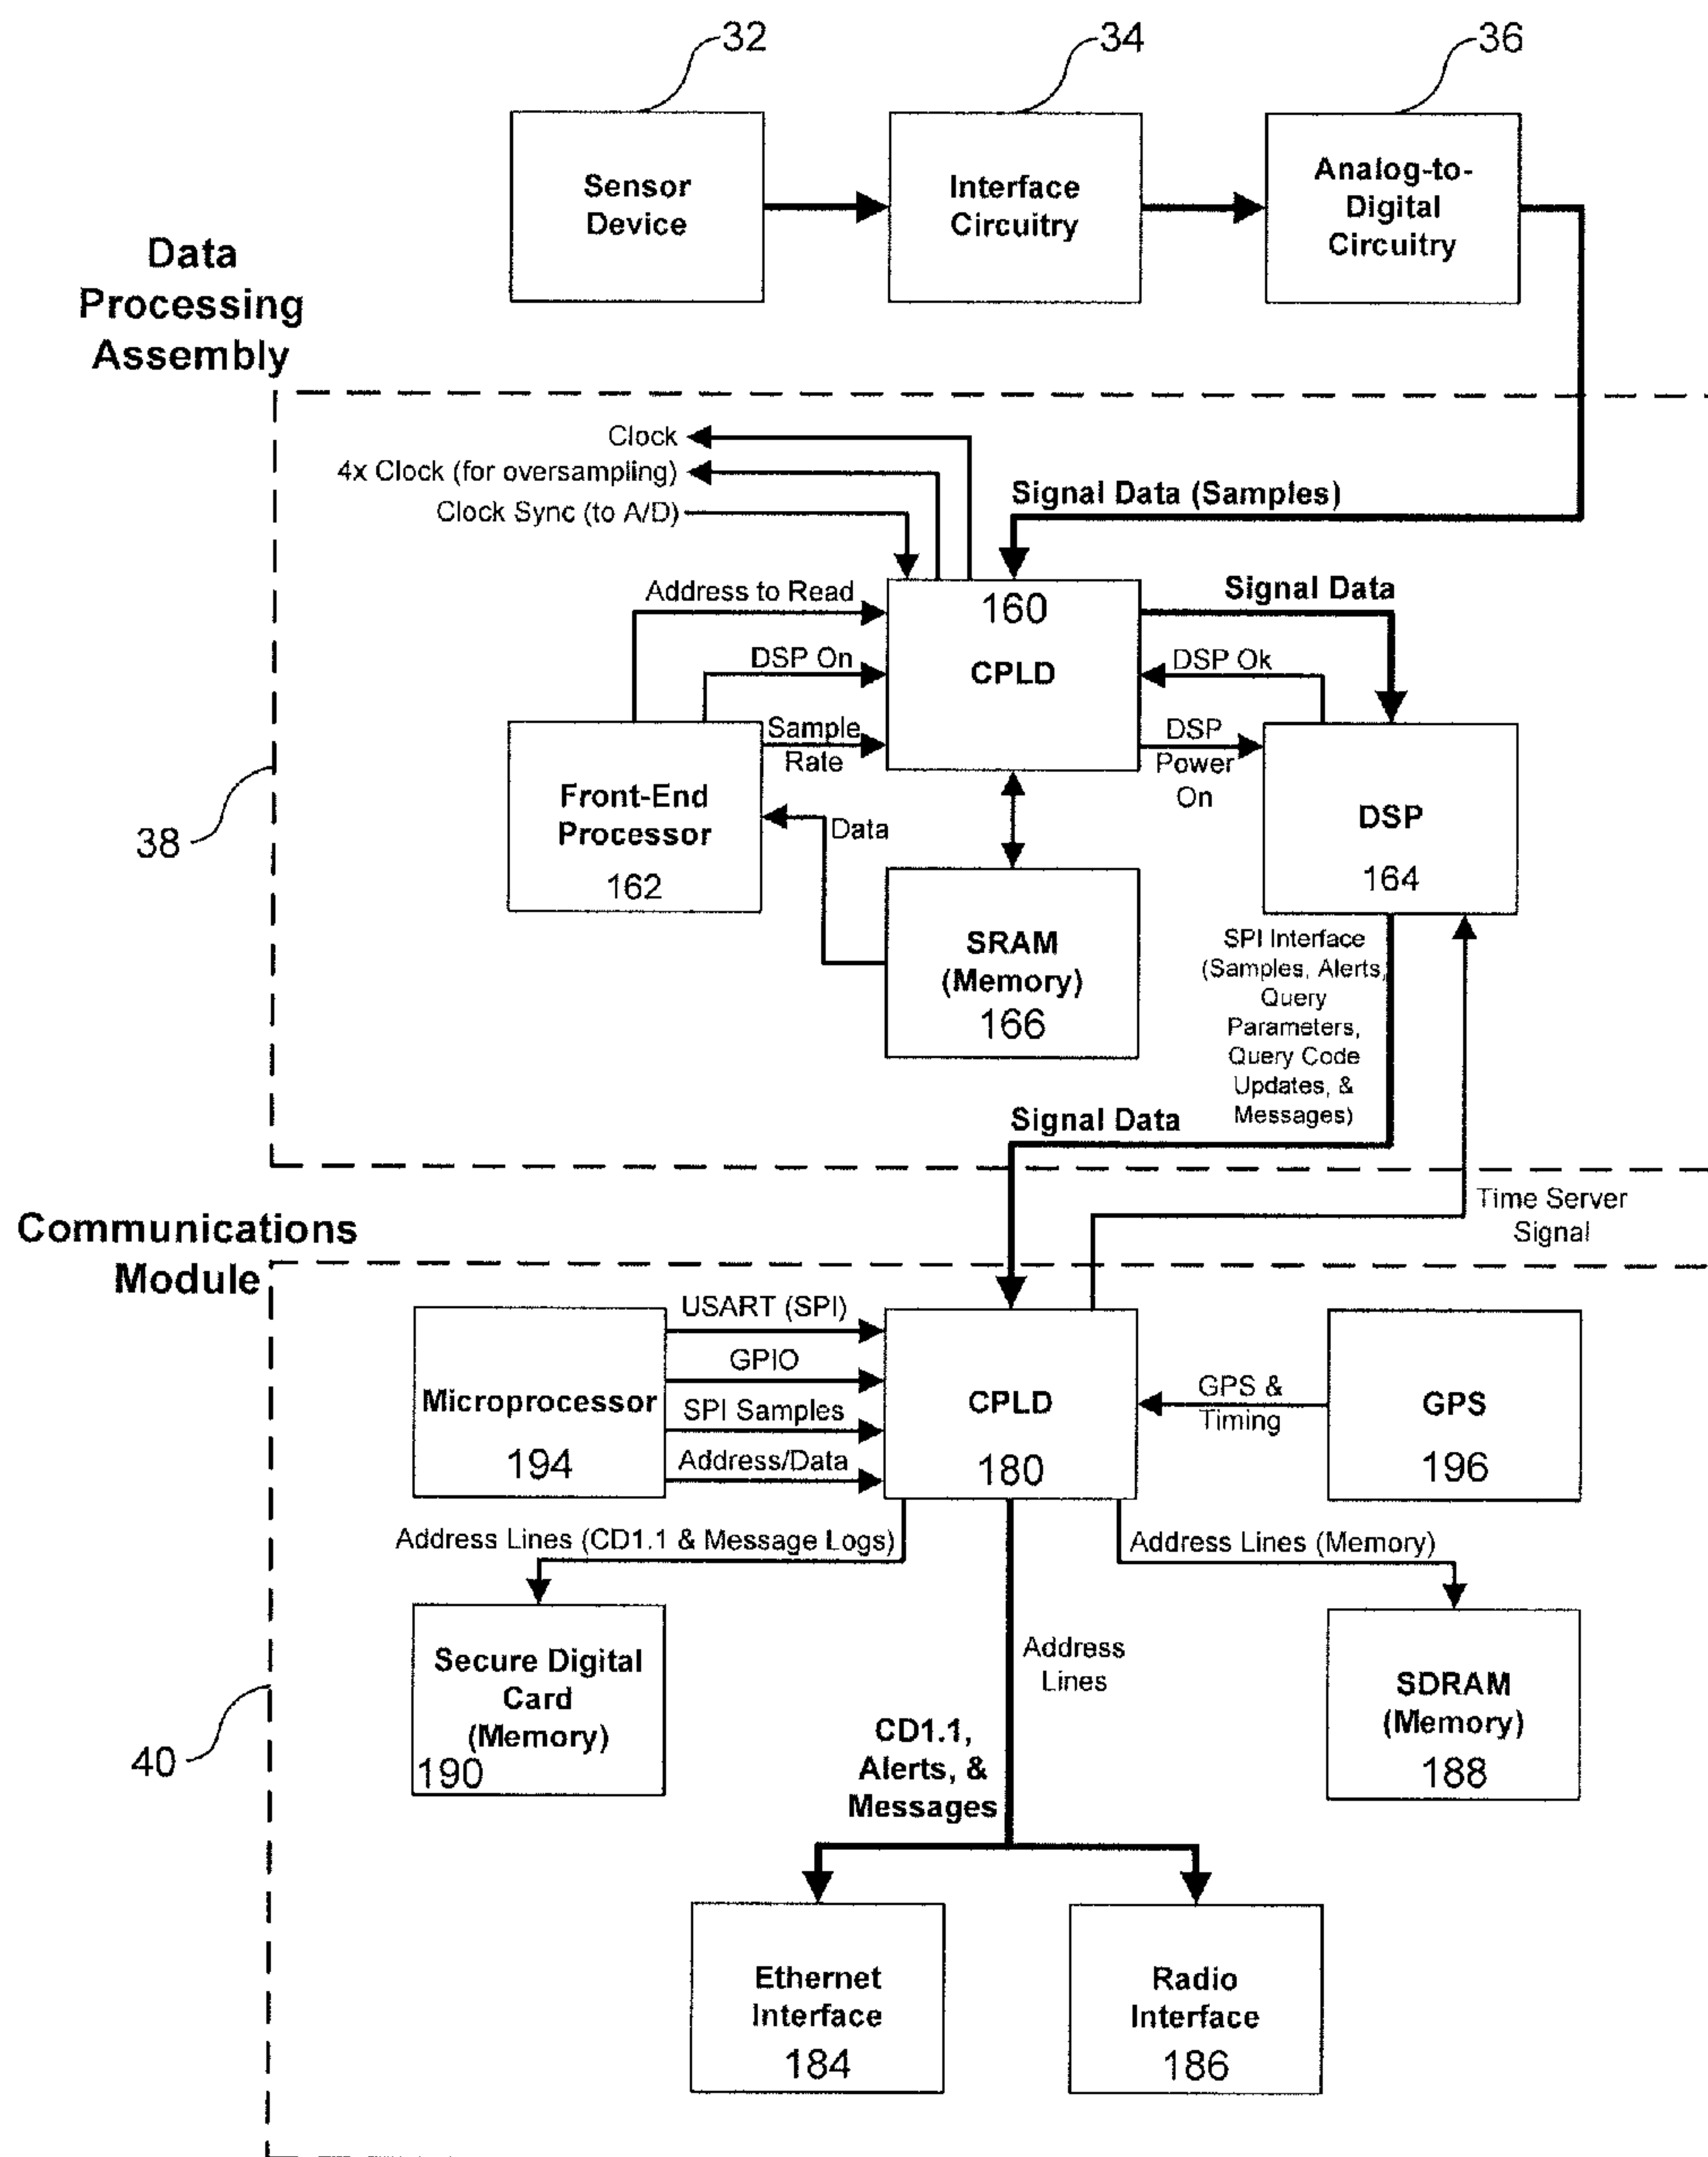 32
34
36
Sensor
Device
Interface
Circuitry
Analog-to-
Digital
Circuitry
Data
Processing
Assembly
Clock
4x Clock (for oversampling)
Clock Sync (to A/D)
Signal Data (Samples)
Address to Read
160
CPLD
Signal Data
DSP On
DSP Ok
Sample
Rate
DSP
Power
On
Front-End
Processor
162
Data
DSP
164
38
SRAM
(Memory)
166
SPI Interface
(Samples, Alerts,
Query
Parameters,
Query Code
Updates, &
Messages)
Signal Data
Time Server
Signal
Communications
Module
USART (SPI)
GPIO
SPI Samples
Address/Data
Microprocessor
194
CPLD
180
GPS &
Timing
GPS
196
Address Lines (CD1.1 & Message Logs)
Address Lines (Memory)
Secure Digital
Card
(Memory)
190
Address
Lines
SDRAM
(Memory)
188
40
CD1.1,
Alerts, &
Messages
Ethernet
Interface
184
Radio
Interface
186